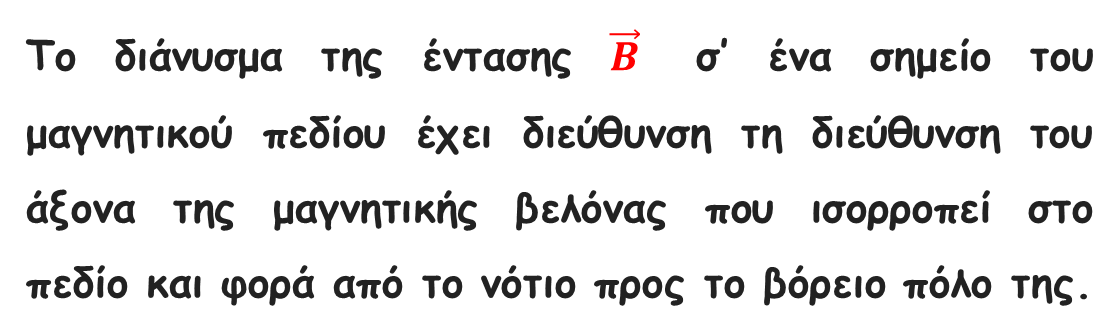 Το διάνυσμα της έντασης $\vec{B}$ σ' ένα σημείο του
μαγνητικού πεδίου έχει διεύθυνση τη διεύθυνση του
άξονα της μαγνητικής βελόνας που ισορροπεί στο
πεδίο και φορά από το νότιο προς το βόρειο πόλο της.